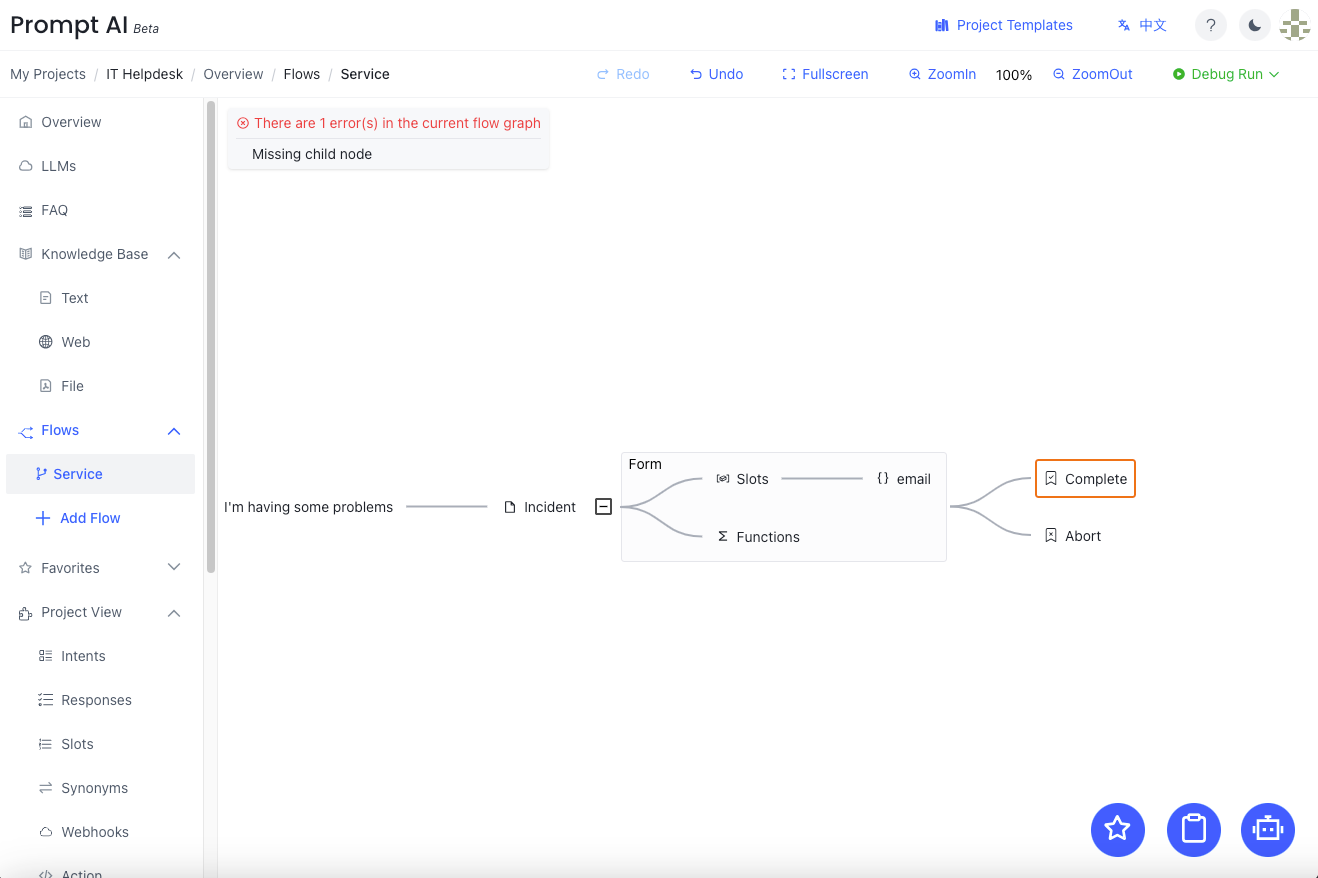 Prompt AI Beta
Project Templates
中文
?
My Projects / IT Helpdesk / Overview / Flows / Service
Redo
Undo
Fullscreen
ZoomIn
100%
ZoomOut
Debug Run
Overview
LLMs
FAQ
Knowledge Base
Text
Web
File
Flows
Service
Add Flow
Favorites
Project View
Intents
Responses
Slots
Synonyms
Webhooks
Action
There are 1 error(s) in the current flow graph
Missing child node
I'm having some problems
Incident
Form
Slots
{} email
Σ Functions
Complete
Abort